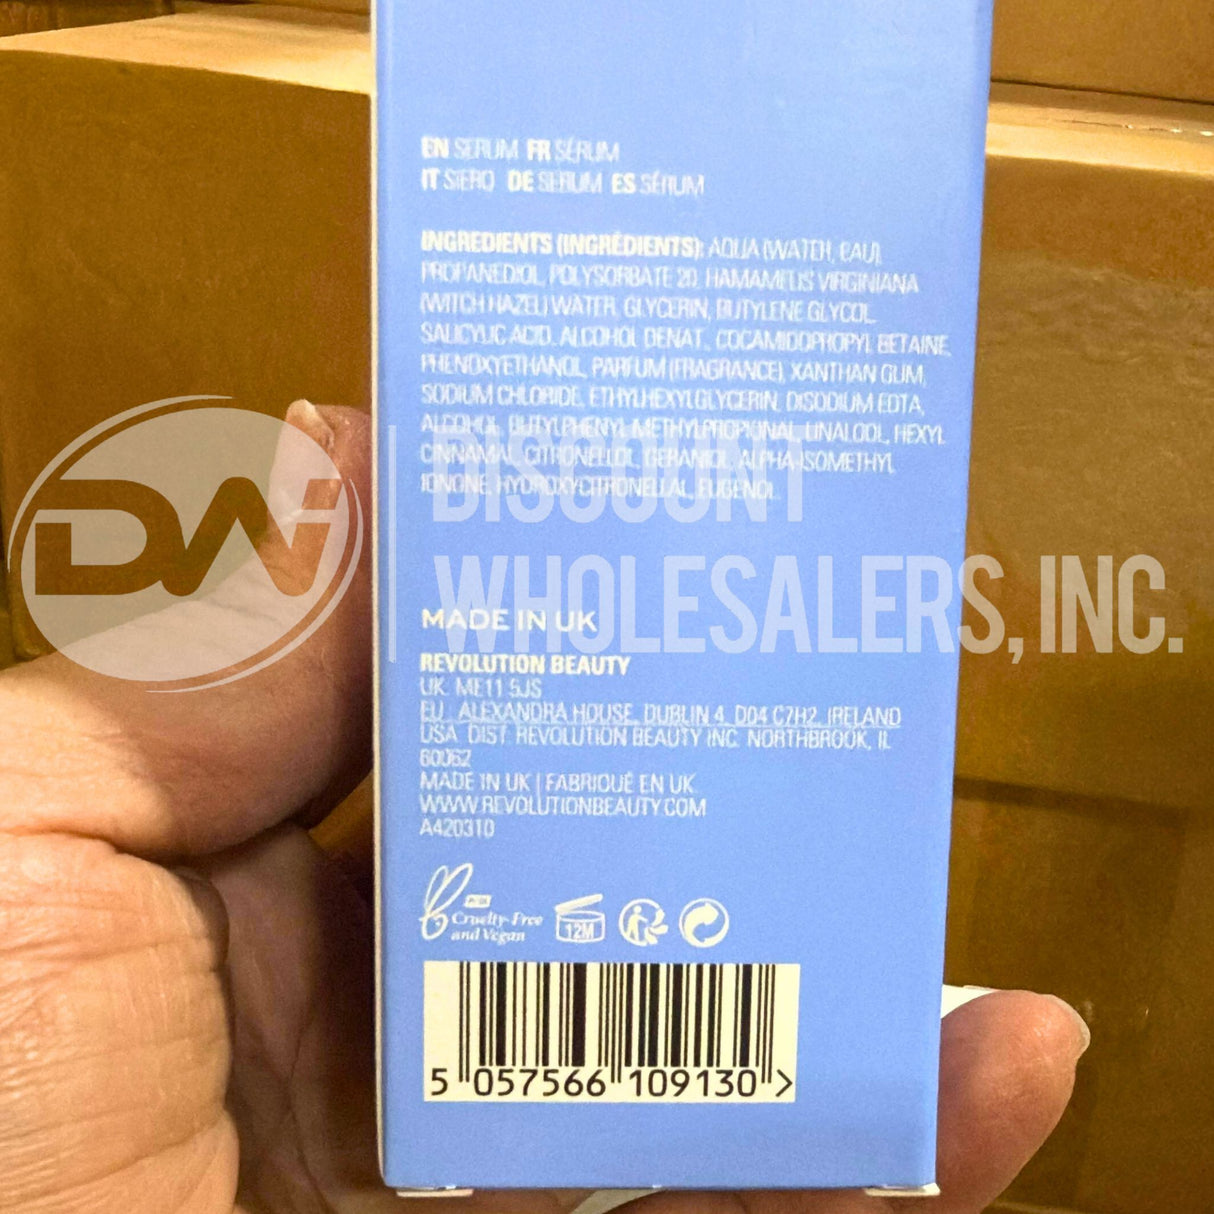 EN SERUM FR SÉRUM
IT SIERO DE SERUM ES SÉRUM
INGREDIENTS (INGRÉDIENTS): AQUA (WATER, EAU),
PROPANEDIOL, POLYSORBATE 20, HAMAMELIS VIRGINIANA
(WITCH HAZEL) WATER, GLYCERIN, BUTYLENE GLYCOL,
SALICYLIC ACID, ALCOHOL DENAT., COCAMIDOPROPYL BETAINE,
PHENOXYETHANOL, PARFUM (FRAGRANCE), XANTHAN GUM,
SODIUM CHLORIDE, ETHYLHEXYLGLYCERIN, DISODIUM EDTA,
ALCOHOL, BUTYLPHENYL METHYLPROPIONAL, LINALOOL, HEXYL
CINNAMAL, CITRONELLOL, GERANIOL, ALPHA-ISOMETHYL
IONONE, HYDROXYCITRONELLAL, EUGENOL.
DW
DISCOUNT
WHOLESALERS, INC.
MADE IN UK
REVOLUTION BEAUTY
UK. ME11 5JS
EU. ALEXANDRA HOUSE, DUBLIN 4, D04 C7H2, IRELAND
USA. DIST. REVOLUTION BEAUTY INC. NORTHBROOK, IL
60062
MADE IN UK | FABRIQUÉ EN UK
WWW.REVOLUTIONBEAUTY.COM
A420310
Cruelty-Free
and Vegan
12M
5 057566 109130 >